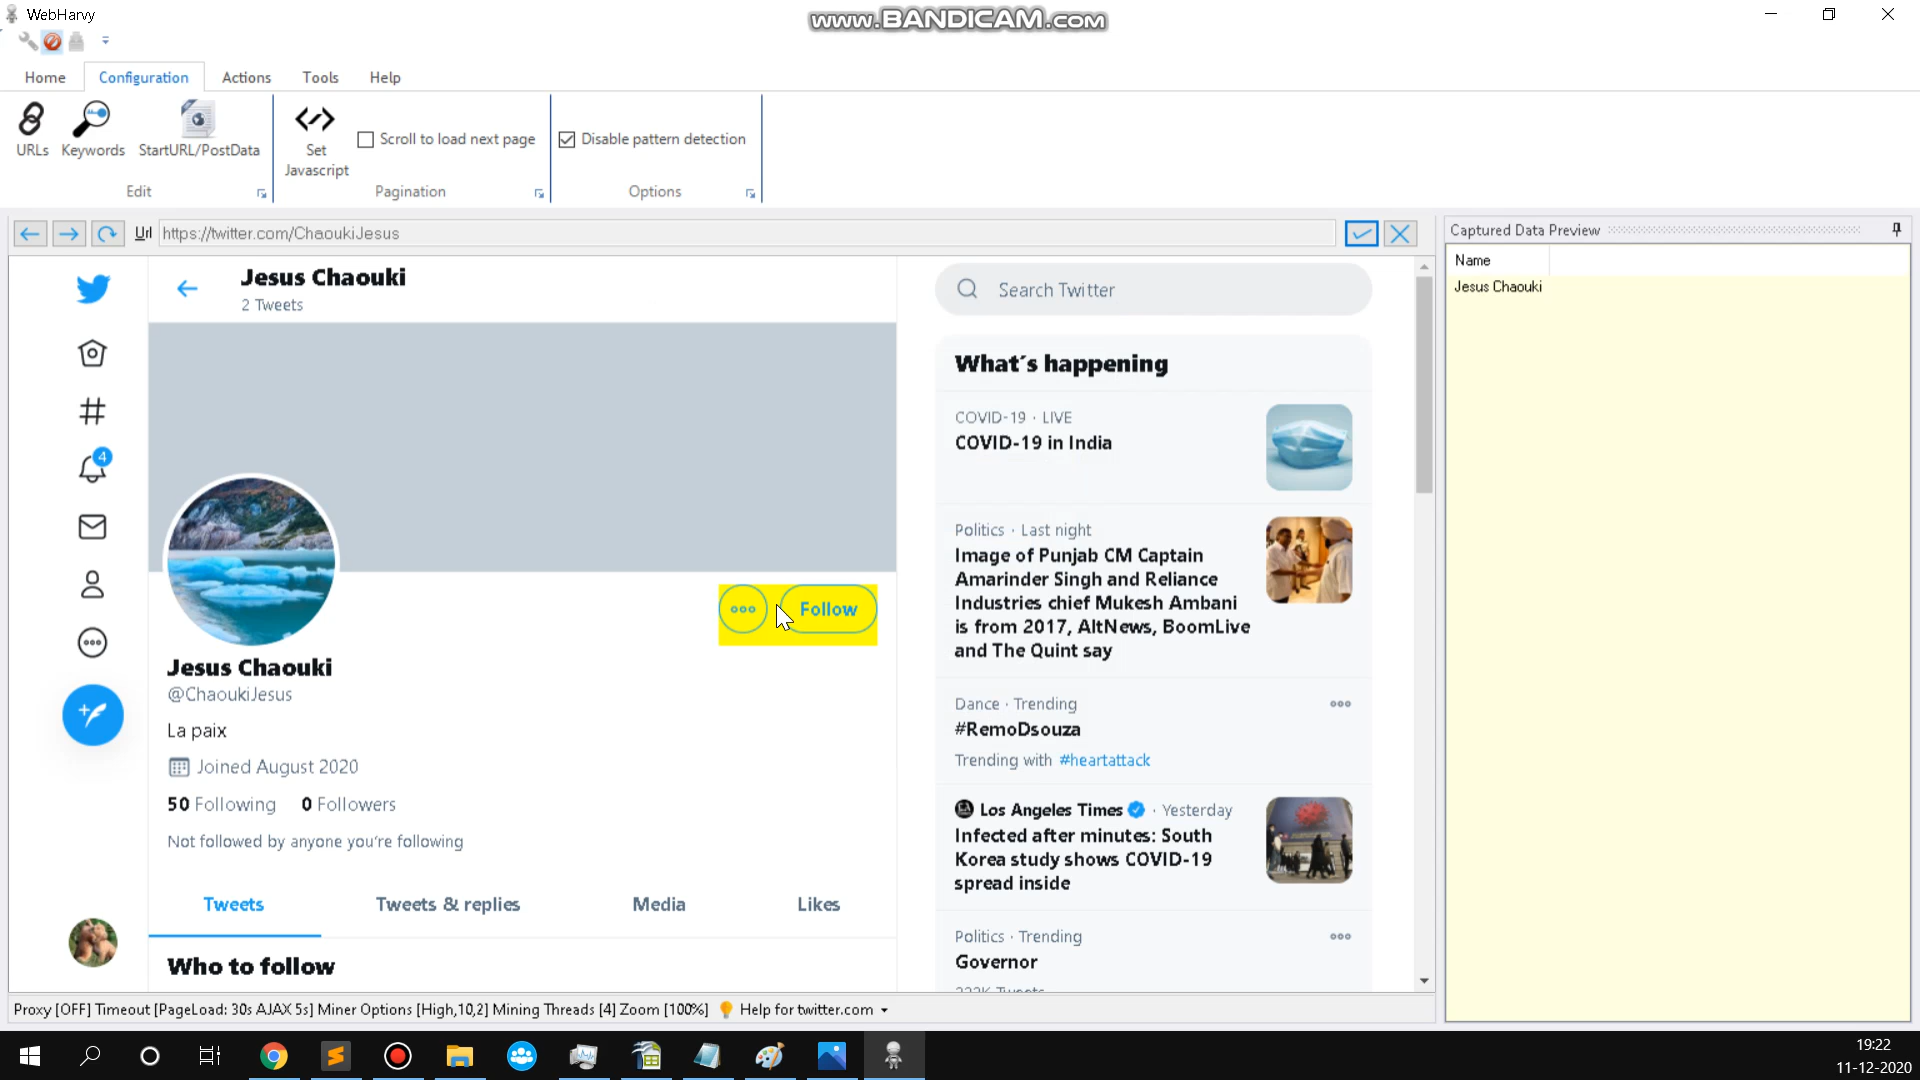 WebHarvy
www.BANDICAM.com
Home Configuration Actions Tools Help
URLs Keywords StartURL/PostData
Edit
Set
Javascript
Scroll to load next page
Pagination
Disable pattern detection
Options
Url https://twitter.com/ChaoukiJesus
Captured Data Preview
Name
Jesus Chaouki
4
Jesus Chaouki
2 Tweets
Follow
Jesus Chaouki
@ChaoukiJesus
La paix
Joined August 2020
50 Following 0 Followers
Not followed by anyone you're following
Tweets Tweets & replies Media Likes
Who to follow
Search Twitter
What's happening
COVID-19 · LIVE
COVID-19 in India
Politics · Last night
Image of Punjab CM Captain
Amarinder Singh and Reliance
Industries chief Mukesh Ambani
is from 2017, AltNews, BoomLive
and The Quint say
Dance · Trending
#RemoDsouza
Trending with #heartattack
Los Angeles Times · Yesterday
Infected after minutes: South
Korea study shows COVID-19
spread inside
Politics · Trending
Governor
Proxy [OFF] Timeout [PageLoad: 30s AJAX 5s] Miner Options [High,10,2] Mining Threads [4] Zoom [100%] Help for twitter.com
19:22
11-12-2020